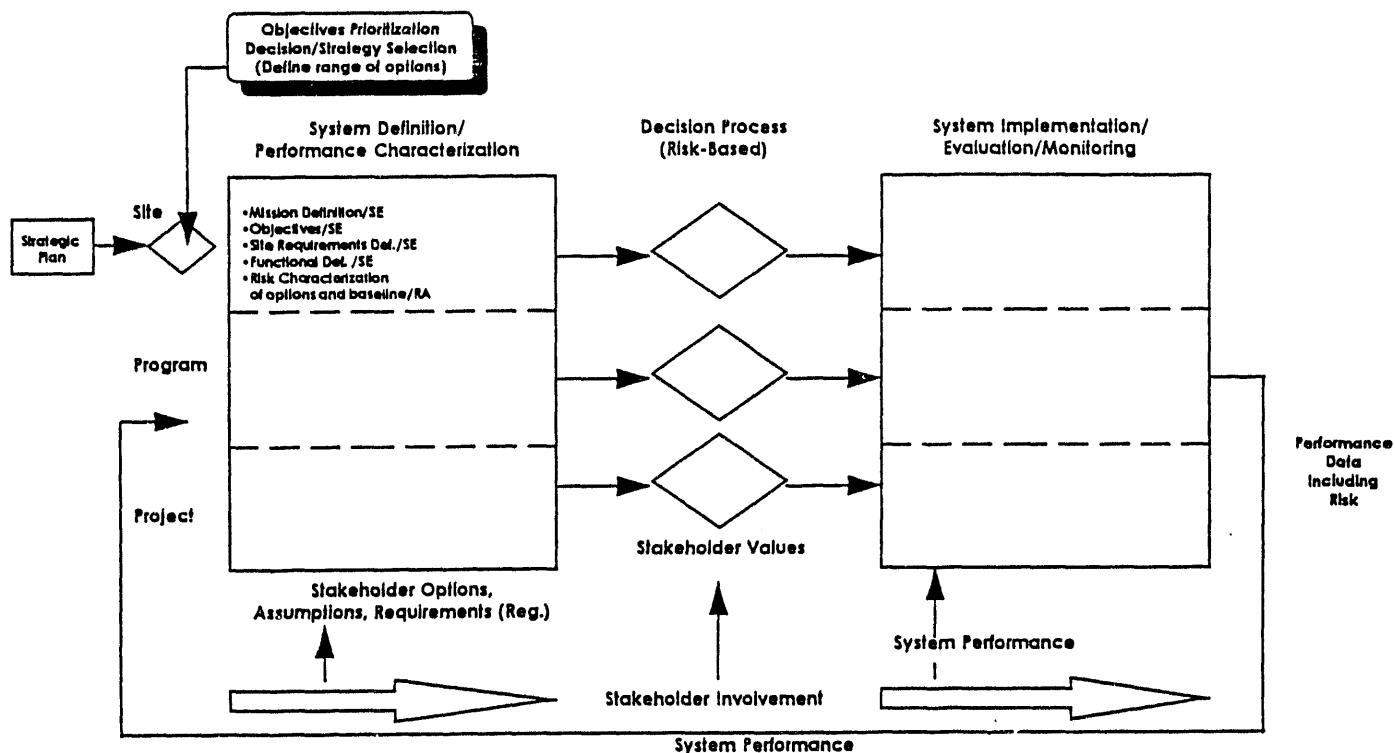 Objectives Prioritization
Decision/Strategy Selection
(Define range of options)
System Definition/
Performance Characterization
Decision Process
(Risk-Based)
System Implementation/
Evaluation/Monitoring
Strategic
Plan
Site
•Mission Definition/SE
•Objectives/SE
•Site Requirements Def./SE
•Functional Def. /SE
•Risk Characterization
of options and baseline/RA
Program
Project
Performance
Data
Including
Risk
Stakeholder Values
Stakeholder Options,
Assumptions, Requirements (Reg.)
System Performance
Stakeholder Involvement
System Performance